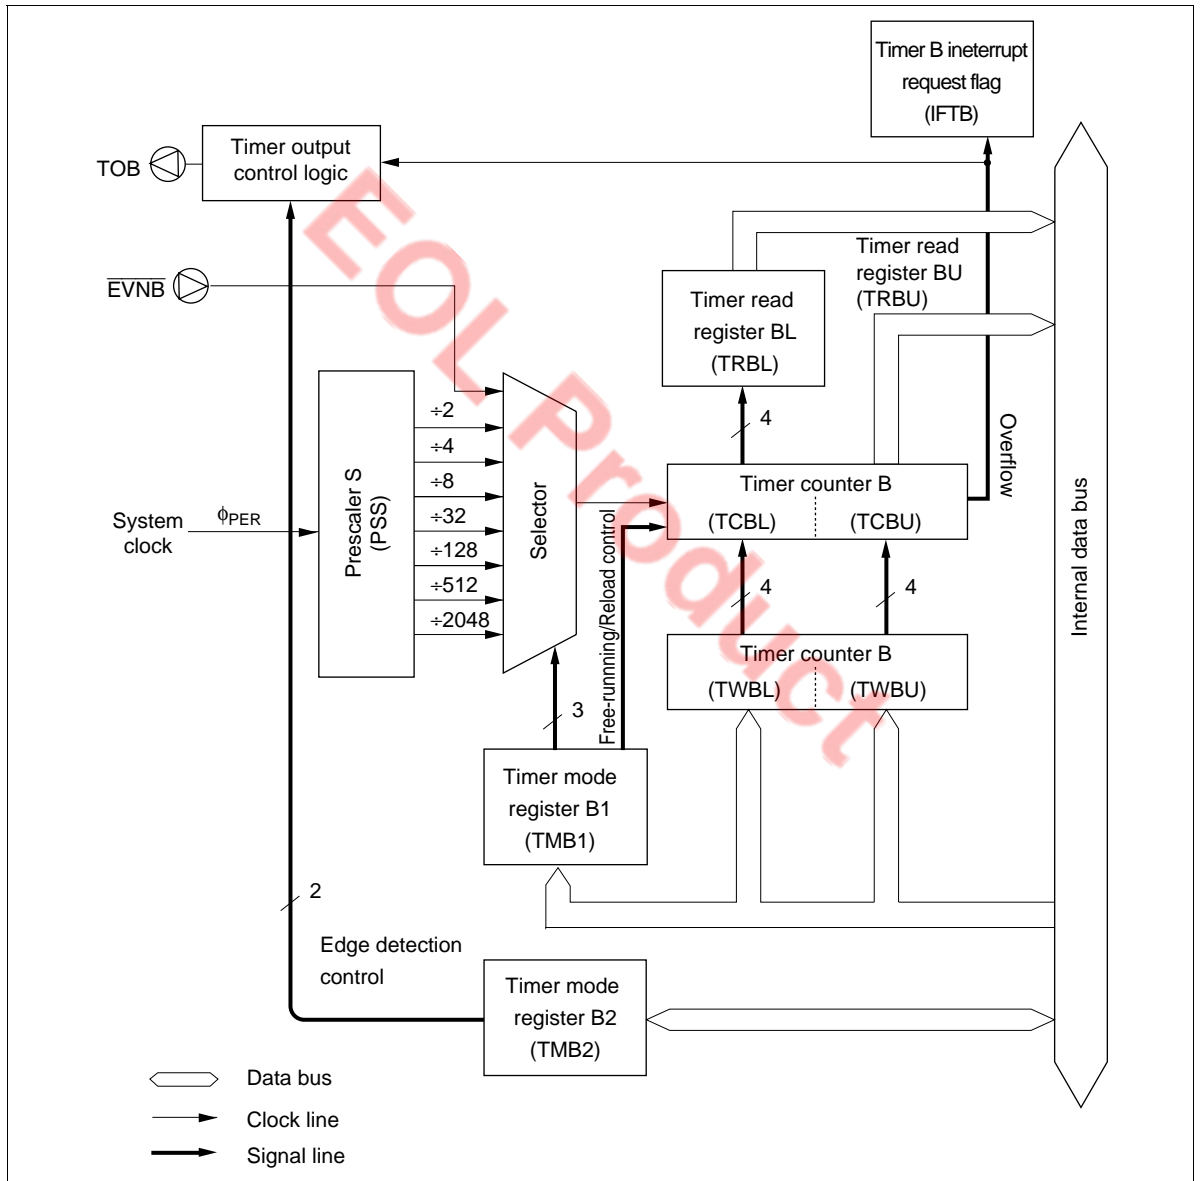 Timer B ineterrupt
request flag
(IFTB)
Timer output
control logic
TOB
EVNB
Timer read
register BU
(TRBU)
Timer read
register BL
(TRBL)
4
Overflow
÷2
÷4
÷8
÷32
÷128
÷512
÷2048
Prescaler S
(PSS)
Selector
System
clock
ϕPER
Timer counter B
(TCBL)
(TCBU)
4
4
Free-runnning/Reload control
Timer counter B
(TWBL)
(TWBU)
Internal data bus
3
Timer mode
register B1
(TMB1)
2
Edge detection
control
Timer mode
register B2
(TMB2)
Data bus
Clock line
Signal line
EOL Product